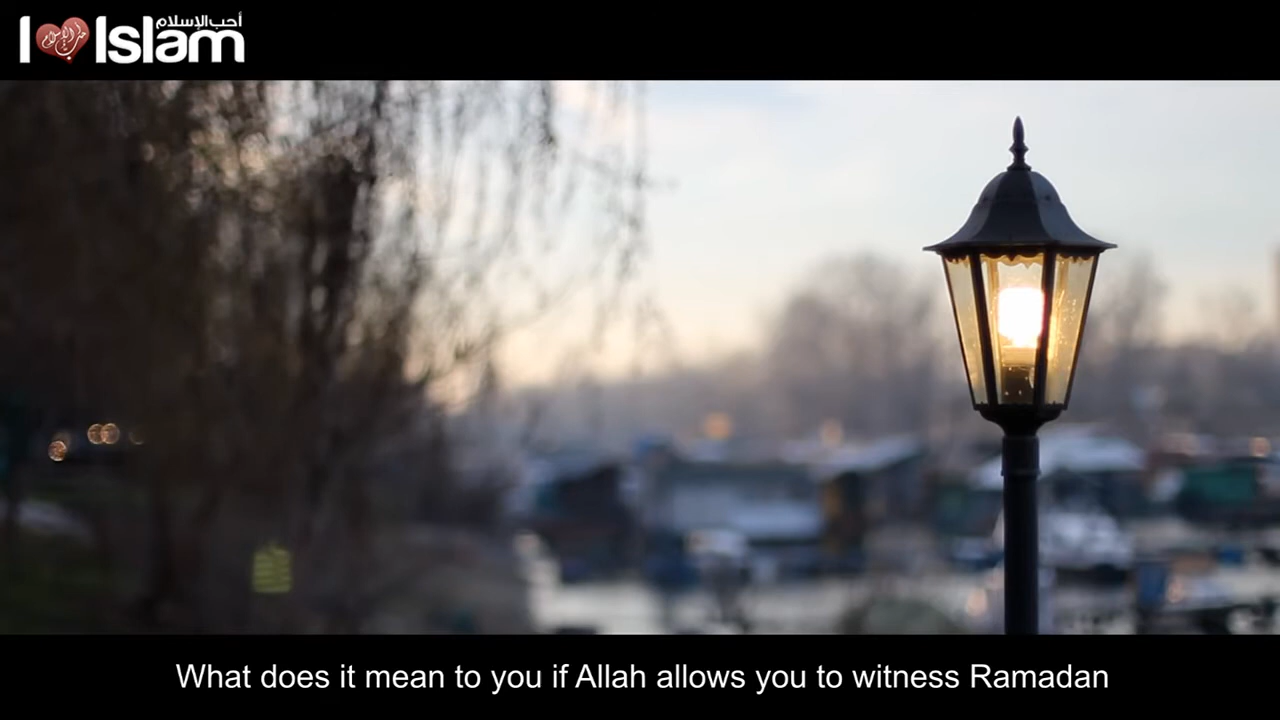 أحب الإسلام
I Islam
What does it mean to you if Allah allows you to witness Ramadan